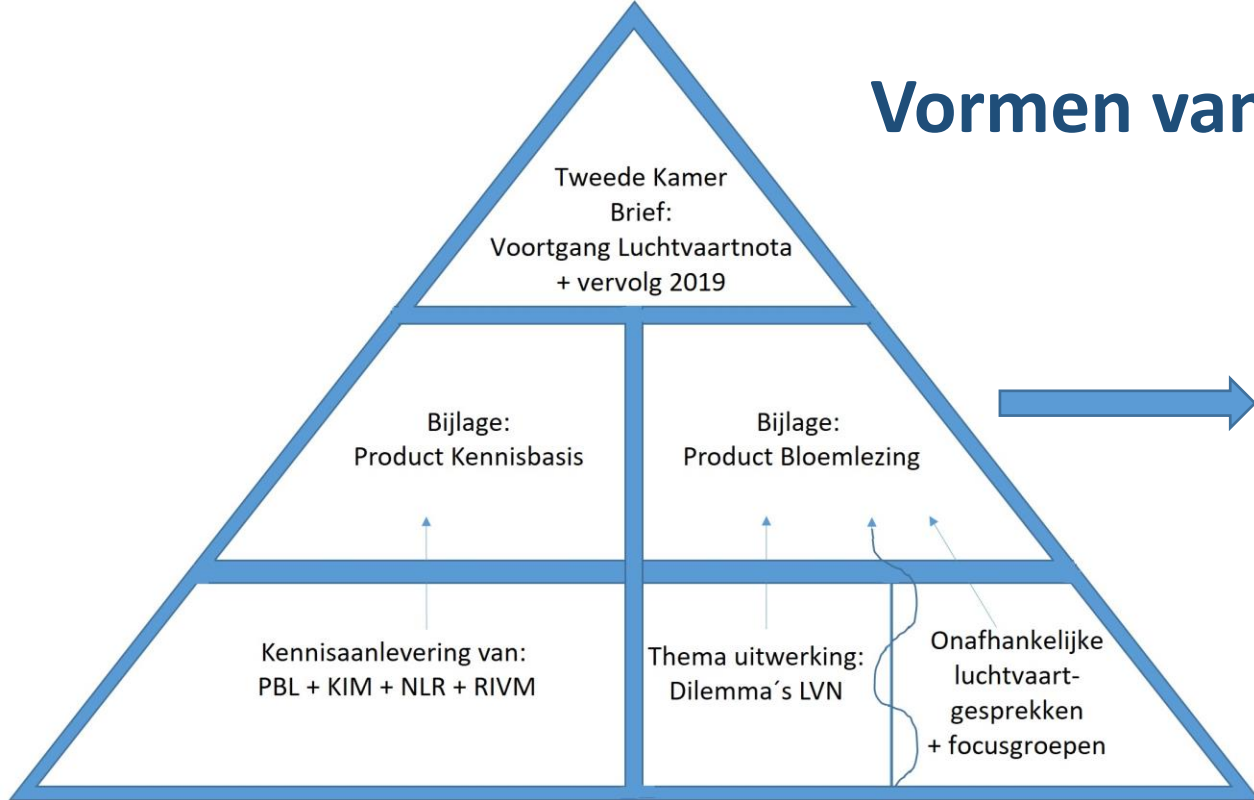 Vormen van
Tweede Kamer
Brief:
Voortgang Luchtvaartnota
+ vervolg 2019
Bijlage:
Product Kennisbasis
Bijlage:
Product Bloemlezing
Kennisaanlevering van:
PBL + KIM + NLR + RIVM
Thema uitwerking:
Dilemma´s LVN
Onafhankelijke
luchtvaart-
gesprekken
+ focusgroepen